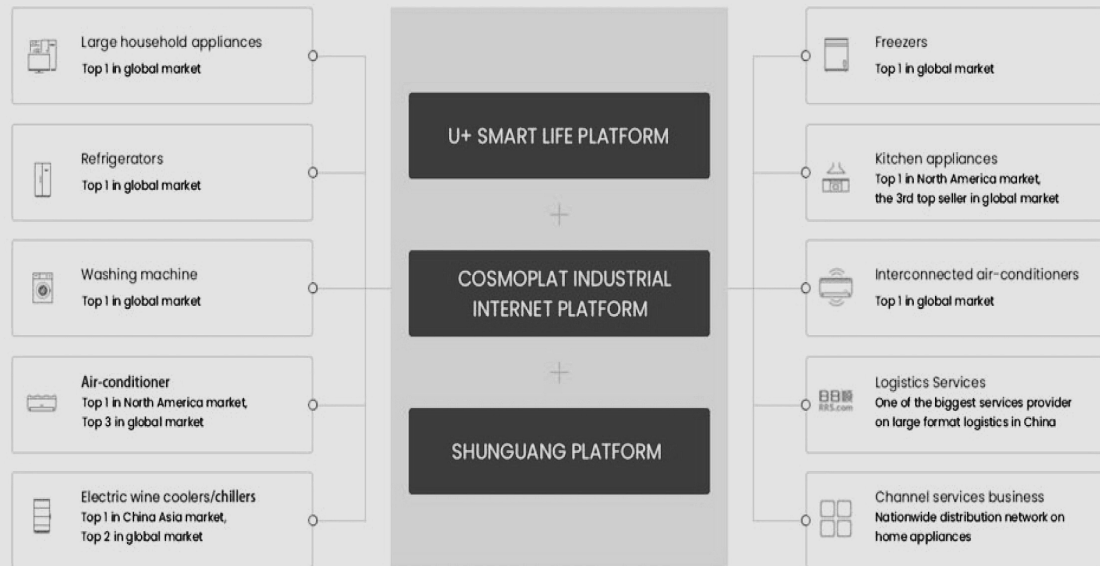 Large household appliances
Top 1 in global market
Refrigerators
Top 1 in global market
Washing machine
Top 1 in global market
Air-conditioner
Top 1 in North America market,
Top 3 in global market
Electric wine coolers/chillers
Top 1 in China Asia market,
Top 2 in global market
U+ SMART LIFE PLATFORM
+
COSMOPLAT INDUSTRIAL
INTERNET PLATFORM
+
SHUNGUANG PLATFORM
Freezers
Top 1 in global market
Kitchen appliances
Top 1 in North America market,
the 3rd top seller in global market
Interconnected air-conditioners
Top 1 in global market
日日顺
RRS.com
Logistics Services
One of the biggest services provider
on large format logistics in China
Channel services business
Nationwide distribution network on
home appliances